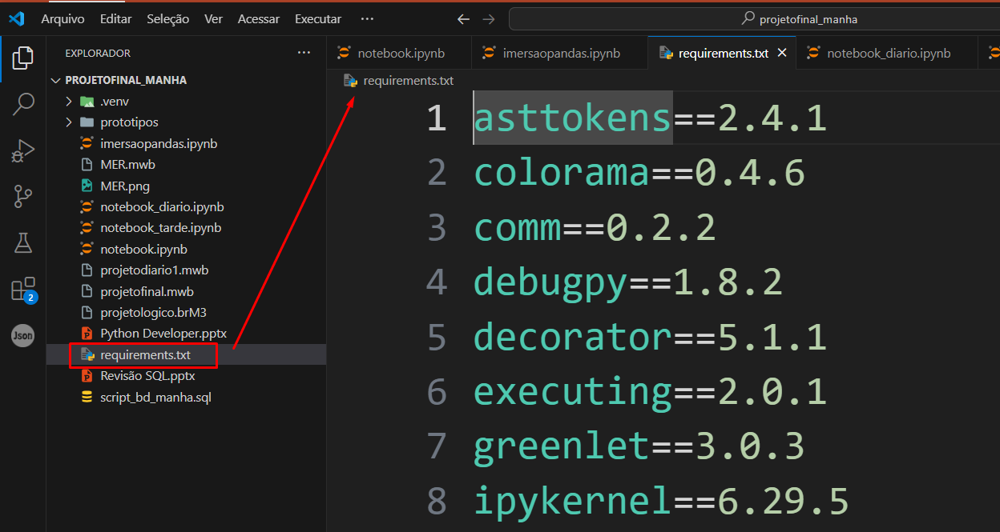 Arquivo Editar Seleção Ver Acessar Executar ··· projetofinal_manha
EXPLORADOR ···
notebook.ipynb imersaopandas.ipynb requirements.txt notebook_diario.ipynb
PROJETOFINAL_MANHA
.venv
prototipos
imersaopandas.ipynb
MER.mwb
MER.png
notebook_diario.ipynb
notebook_tarde.ipynb
notebook.ipynb
projetodiario1.mwb
projetofinal.mwb
projetologico.brM3
Python Developer.pptx
requirements.txt
Revisão SQL.pptx
script_bd_manha.sql
2
Json
requirements.txt
1 asttokens==2.4.1
2 colorama==0.4.6
3 comm==0.2.2
4 debugpy==1.8.2
5 decorator==5.1.1
6 executing==2.0.1
7 greenlet==3.0.3
8 ipykernel==6.29.5